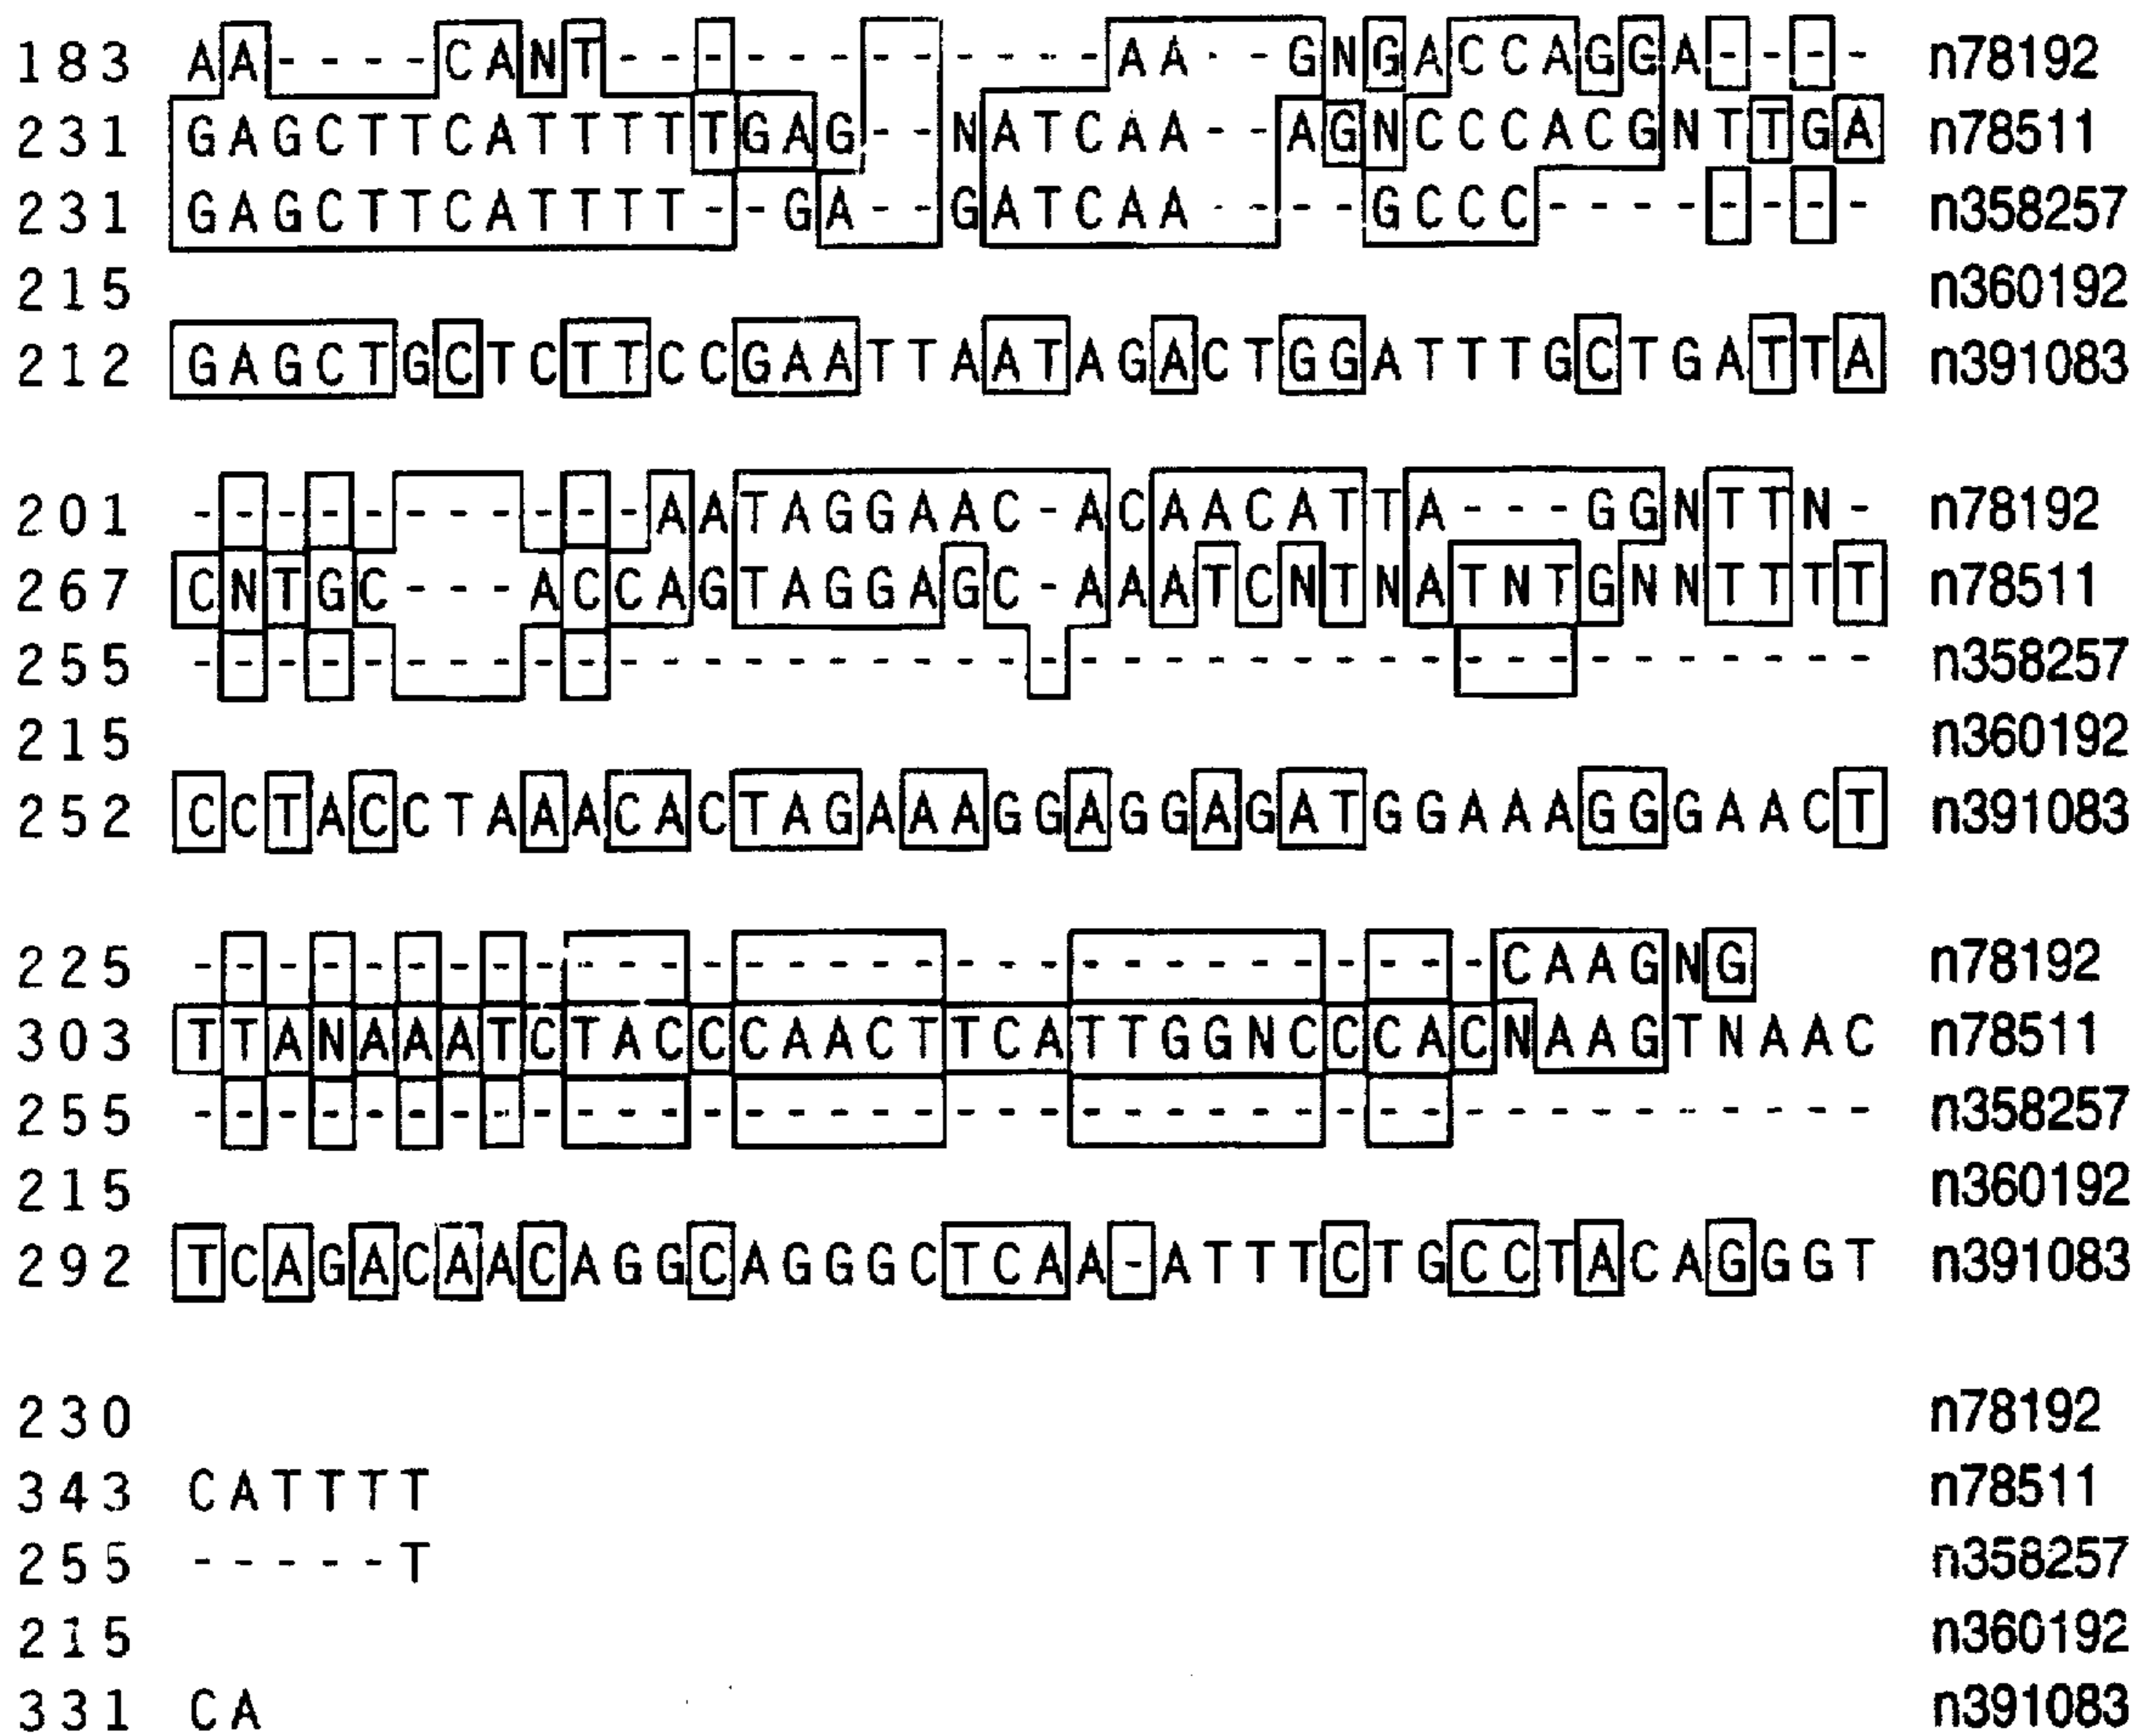 183 AA----CANT------------AA--GNGACCAGGA---- n78192
231 GAGCTTCATTTTTGAG--NATCAA--AGNCCCACGNTTGA n78511
231 GAGCTTCATTTT--GA--GATCAA----GCCC-------- n358257
215 n360192
212 GAGCTGCTCTTCCGAATTAATAGACTGGATTTGCTGATTA n391083
201 -----------AATAGGAAC-ACAACATTA---GGNTTN- n78192
267 CNTGC---ACCAGTAGGAGC-AAATCNTNATNTGNNTTTT n78511
255 ---------------------------------------- n358257
215 n360192
252 CCTACCTAAACACTAGAAAGGAGGAGATGGAAAGGGAACT n391083
225 -------------------------------CAAGNG n78192
303 TTANAAATCTACCCAACTTCATTGGNCCCACNAAGTNAAC n78511
255 ---------------------------------------- n358257
215 n360192
292 TCAGACAACAGGCAGGGCTCAA-ATTTCTGCCTACAGGGT n391083
230 n78192
343 CATTTT n78511
255 -----T n358257
215 n360192
331 CA n391083